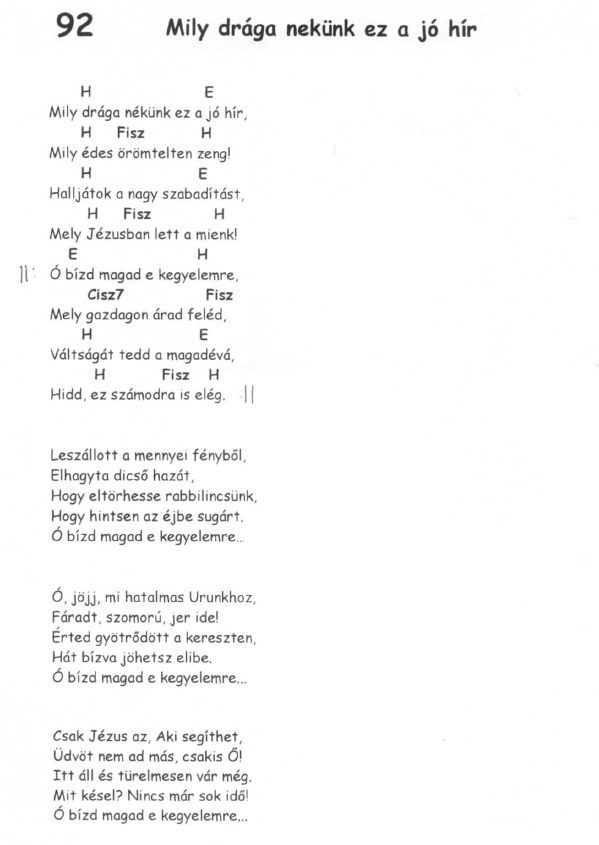 92 Mily drága nekünk ez a jó hír
H E
Mily drága nékünk ez a jó hír,
H Fisz H
Mily édes örömtelten zeng!
H E
Halljátok a nagy szabadítást,
H Fisz H
Mely Jézusban lett a mienk!
E H
||: Ó bízd magad e kegyelemre,
Cisz7 Fisz
Mely gazdagon árad feléd,
H E
Váltságát tedd a magadévá,
H Fisz H
Hidd, ez számodra is elég. :||
Leszállott a mennyei fényből,
Elhagyta dicső hazát,
Hogy eltörhesse rabbilincsünk,
Hogy hintsen az éjbe sugárt.
Ó bízd magad e kegyelemre...
Ó, jöjj, mi hatalmas Urunkhoz,
Fáradt, szomorú, jer ide!
Érted gyötrődött a kereszten,
Hát bízva jöhetsz elibe.
Ó bízd magad e kegyelemre...
Csak Jézus az, Aki segíthet,
Üdvöt nem ad más, csakis Ő!
Itt áll és türelmesen vár még.
Mit késel? Nincs már sok idő!
Ó bízd magad e kegyelemre...